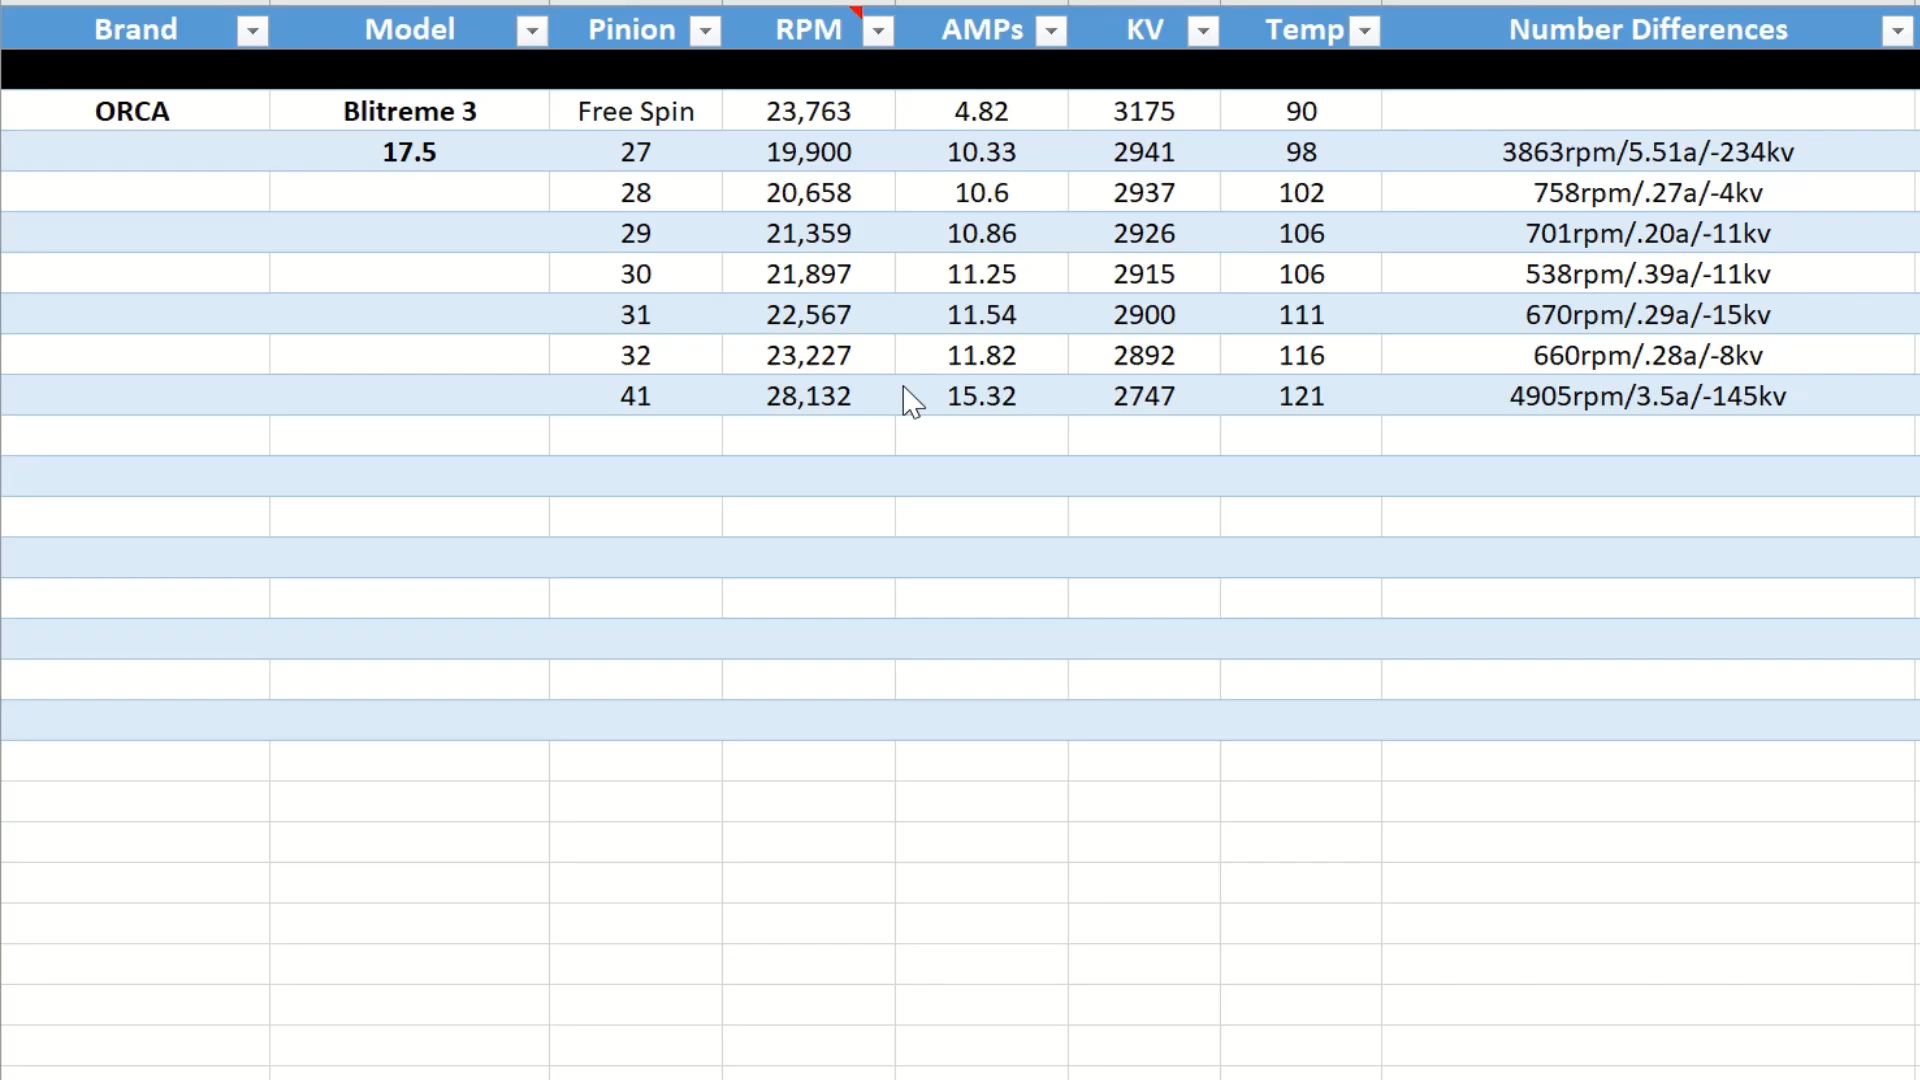 Brand Model Pinion RPM AMPs KV Temp Number Differences
ORCA Blitreme 3 Free Spin 23,763 4.82 3175 90
17.5 27 19,900 10.33 2941 98 3863rpm/5.51a/-234kv
28 20,658 10.6 2937 102 758rpm/.27a/-4kv
29 21,359 10.86 2926 106 701rpm/.20a/-11kv
30 21,897 11.25 2915 106 538rpm/.39a/-11kv
31 22,567 11.54 2900 111 670rpm/.29a/-15kv
32 23,227 11.82 2892 116 660rpm/.28a/-8kv
41 28,132 15.32 2747 121 4905rpm/3.5a/-145kv